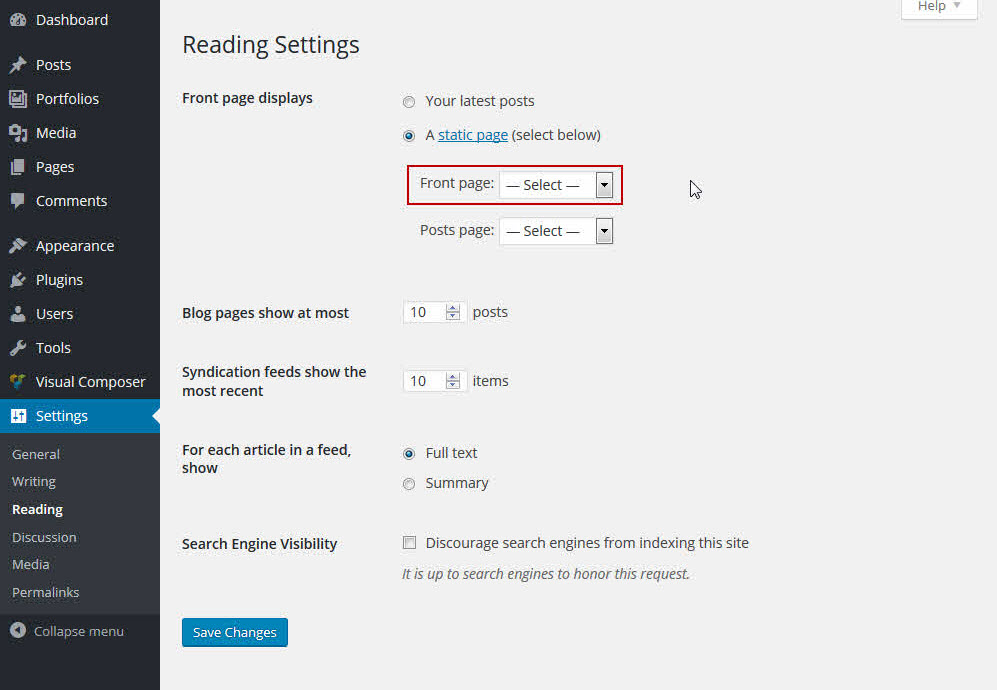 Dashboard
Posts
Portfolios
Media
Pages
Comments
Appearance
Plugins
Users
Tools
Visual Composer
Settings
General
Writing
Reading
Discussion
Media
Permalinks
Collapse menu
Help
Reading Settings
Front page displays
Your latest posts
A static page (select below)
Front page: — Select —
Posts page: — Select —
Blog pages show at most
10 posts
Syndication feeds show the
most recent
10 items
For each article in a feed,
show
Full text
Summary
Search Engine Visibility
Discourage search engines from indexing this site
It is up to search engines to honor this request.
Save Changes